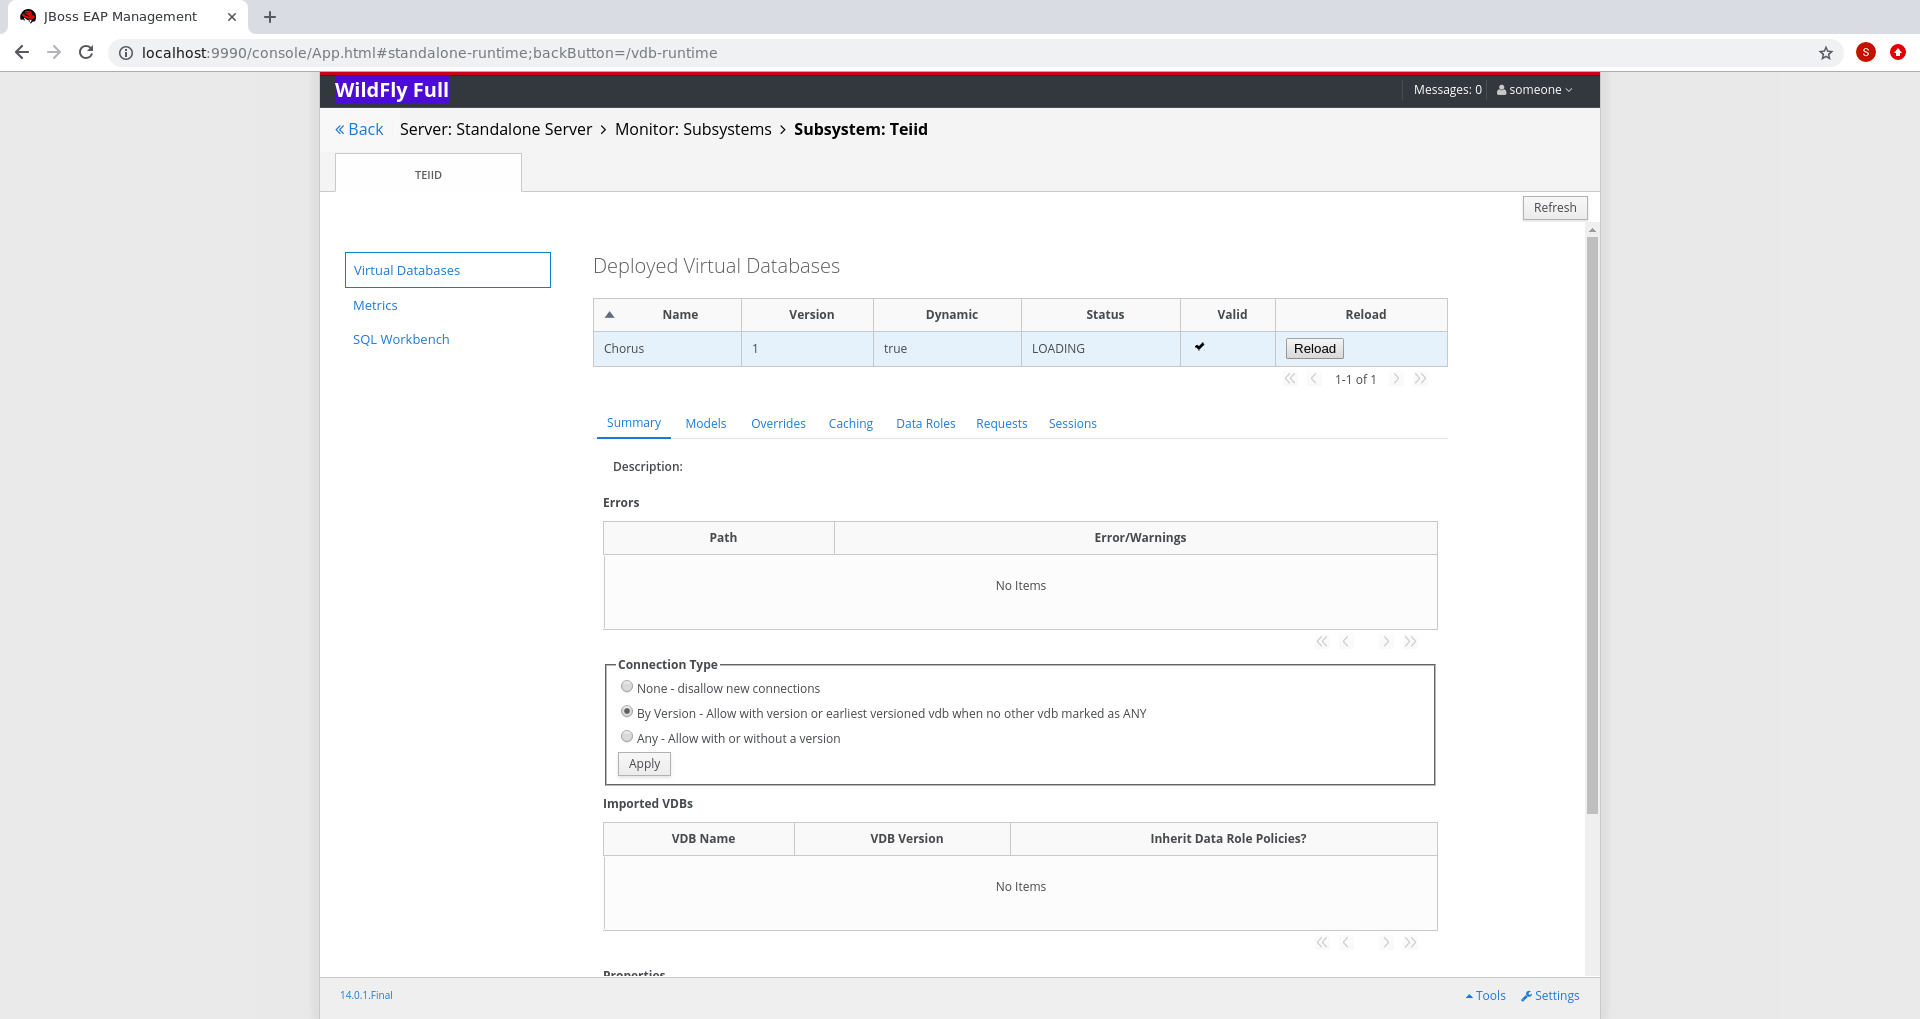 JBoss EAP Management
localhost:9990/console/App.html#standalone-runtime;backButton=/vdb-runtime
S
WildFly Full
Messages: 0
someone
« Back
Server: Standalone Server > Monitor: Subsystems > Subsystem: Teiid
TEIID
Refresh
Virtual Databases
Metrics
SQL Workbench
Deployed Virtual Databases
Name Version Dynamic Status Valid Reload
Chorus 1 true LOADING ✔ Reload
1-1 of 1
Summary Models Overrides Caching Data Roles Requests Sessions
Description:
Errors
Path Error/Warnings
No Items
Connection Type
None - disallow new connections
By Version - Allow with version or earliest versioned vdb when no other vdb marked as ANY
Any - Allow with or without a version
Apply
Imported VDBs
VDB Name VDB Version Inherit Data Role Policies?
No Items
Properties
14.0.1.Final
Tools
Settings